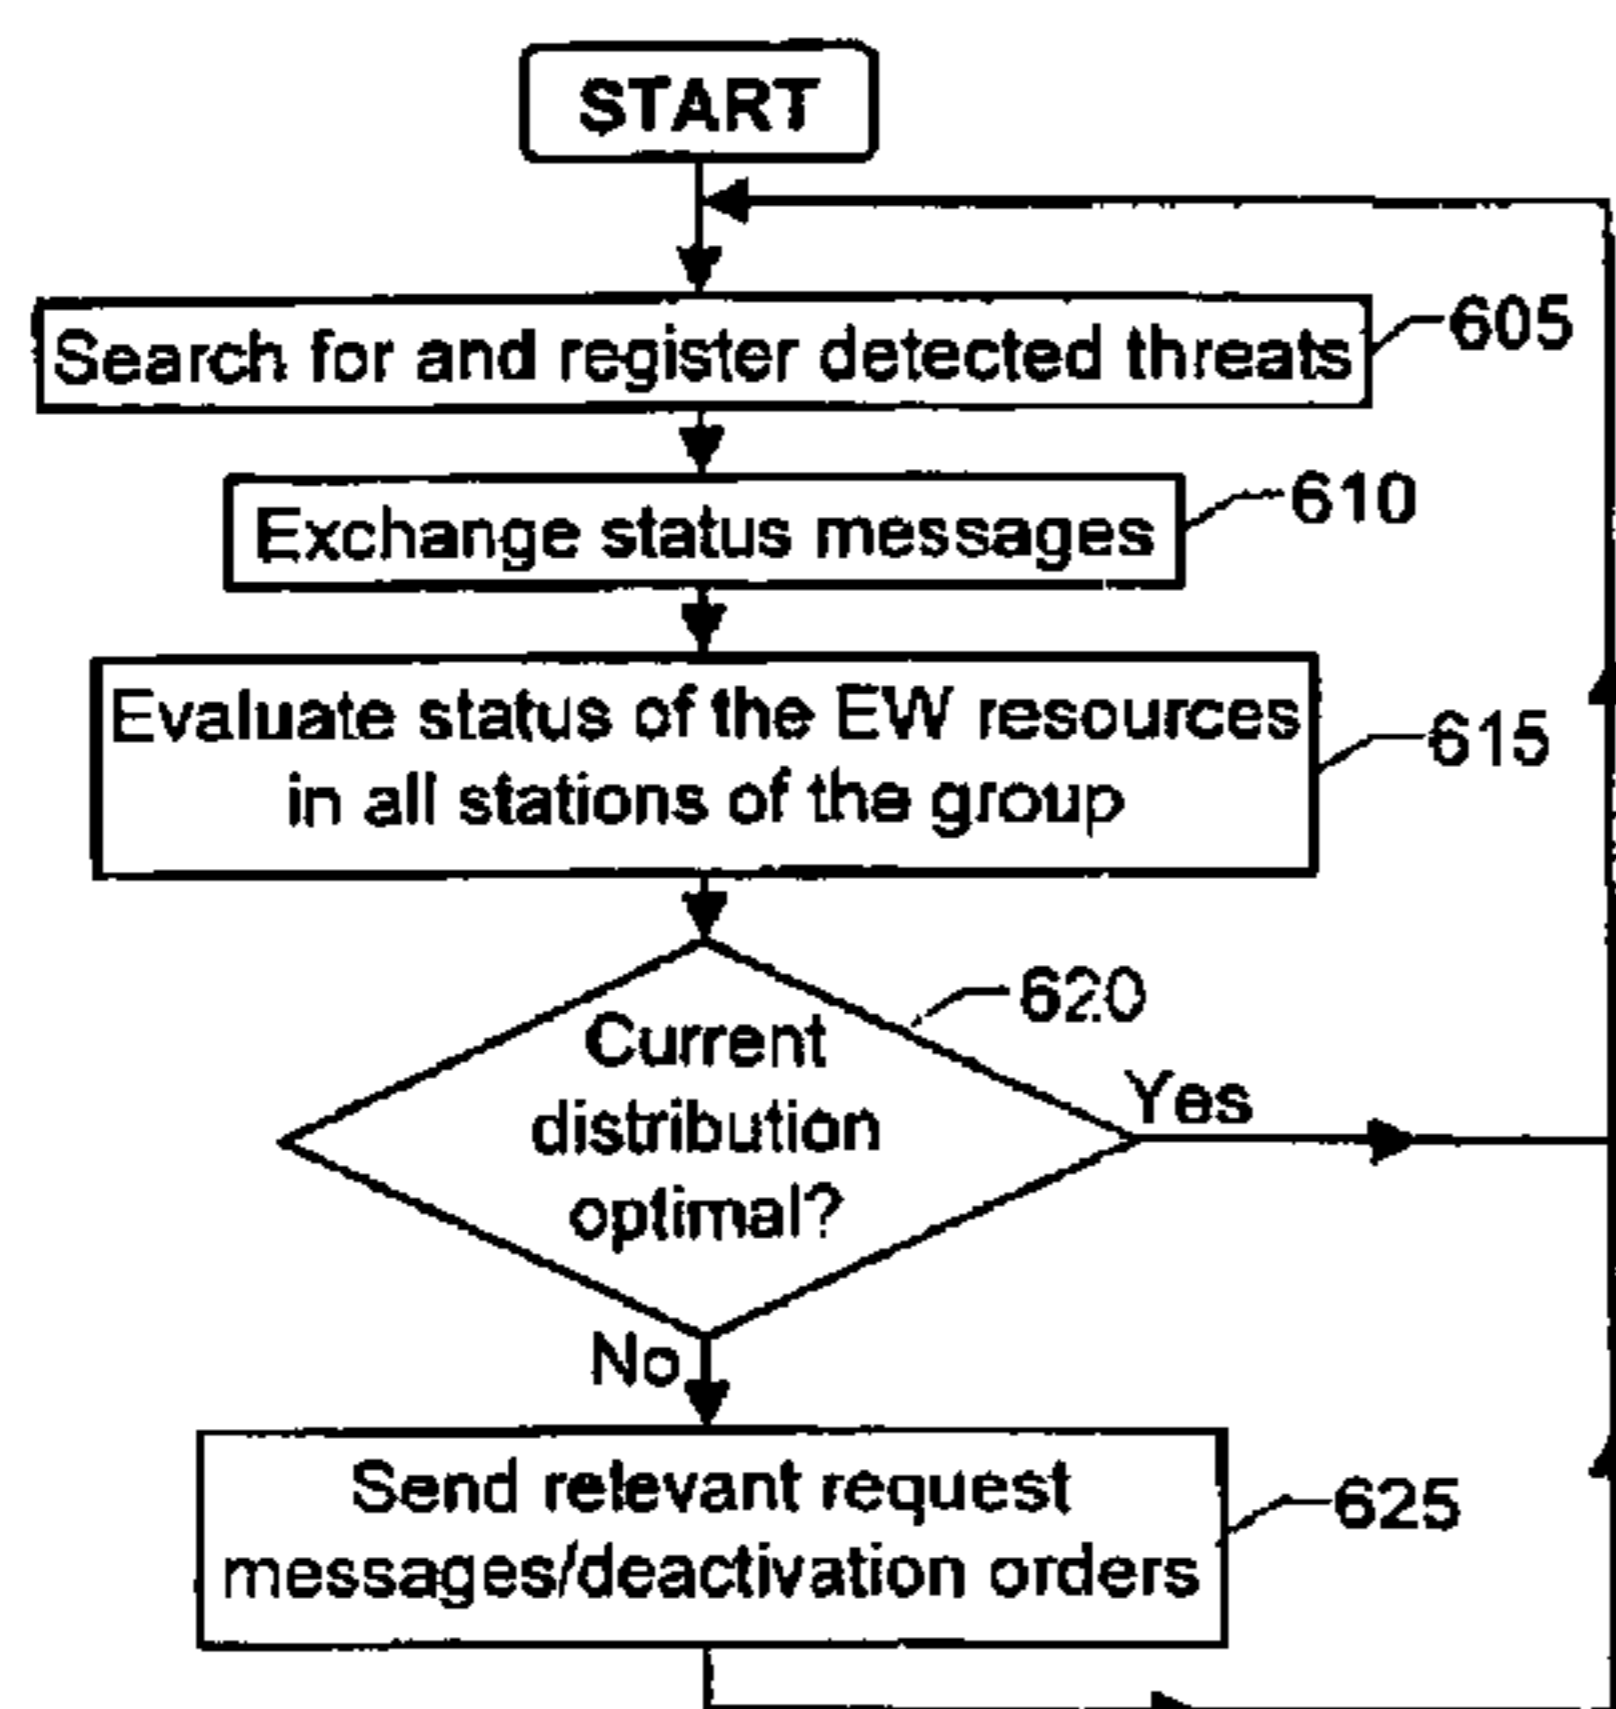 START
Search for and register detected threats
605
Exchange status messages
610
Evaluate status of the EW resources
in all stations of the group
615
620
Current
distribution
optimal?
Yes
No
Send relevant request
messages/deactivation orders
625